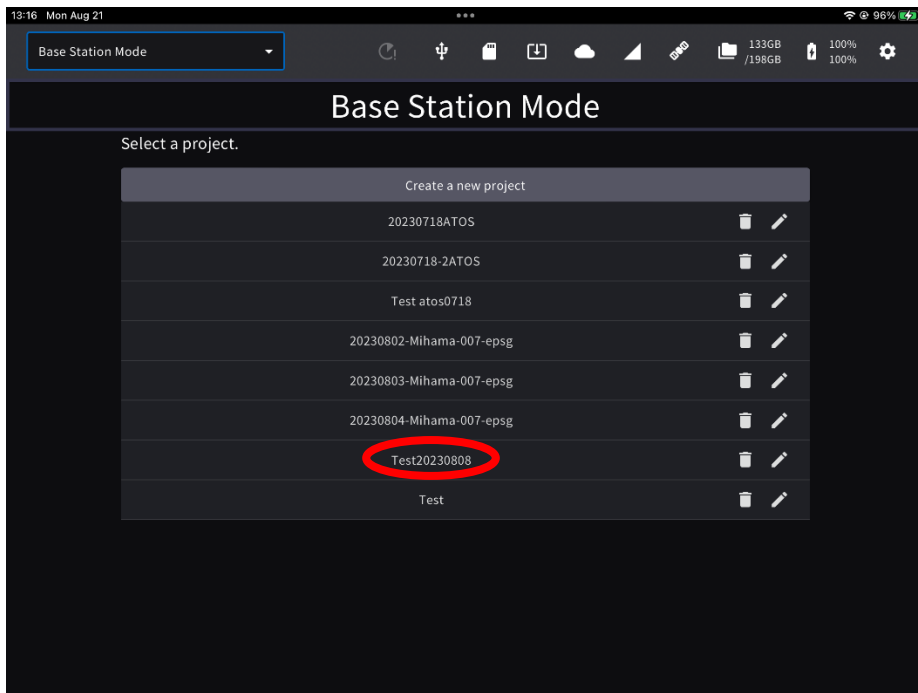 13:16 Mon Aug 21
96%
Base Station Mode
133GB
/198GB
100%
100%
Base Station Mode
Select a project.
Create a new project
20230718ATOS
20230718-2ATOS
Test atos0718
20230802-Mihama-007-epsg
20230803-Mihama-007-epsg
20230804-Mihama-007-epsg
Test20230808
Test